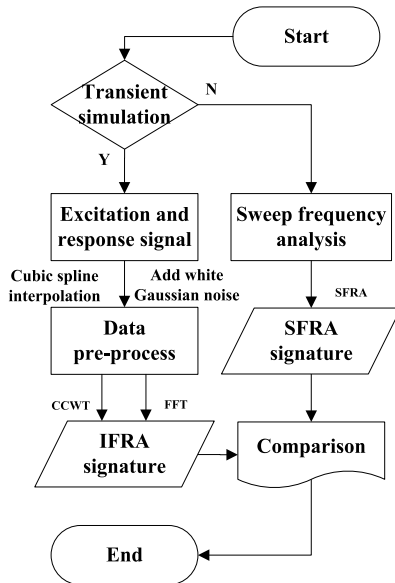 Start
Transient
simulation
N
Y
Excitation and
response signal
Sweep frequency
analysis
Cubic spline
interpolation
Add white
Gaussian noise
SFRA
Data
pre-process
SFRA
signature
CCWT
FFT
IFRA
signature
Comparison
End